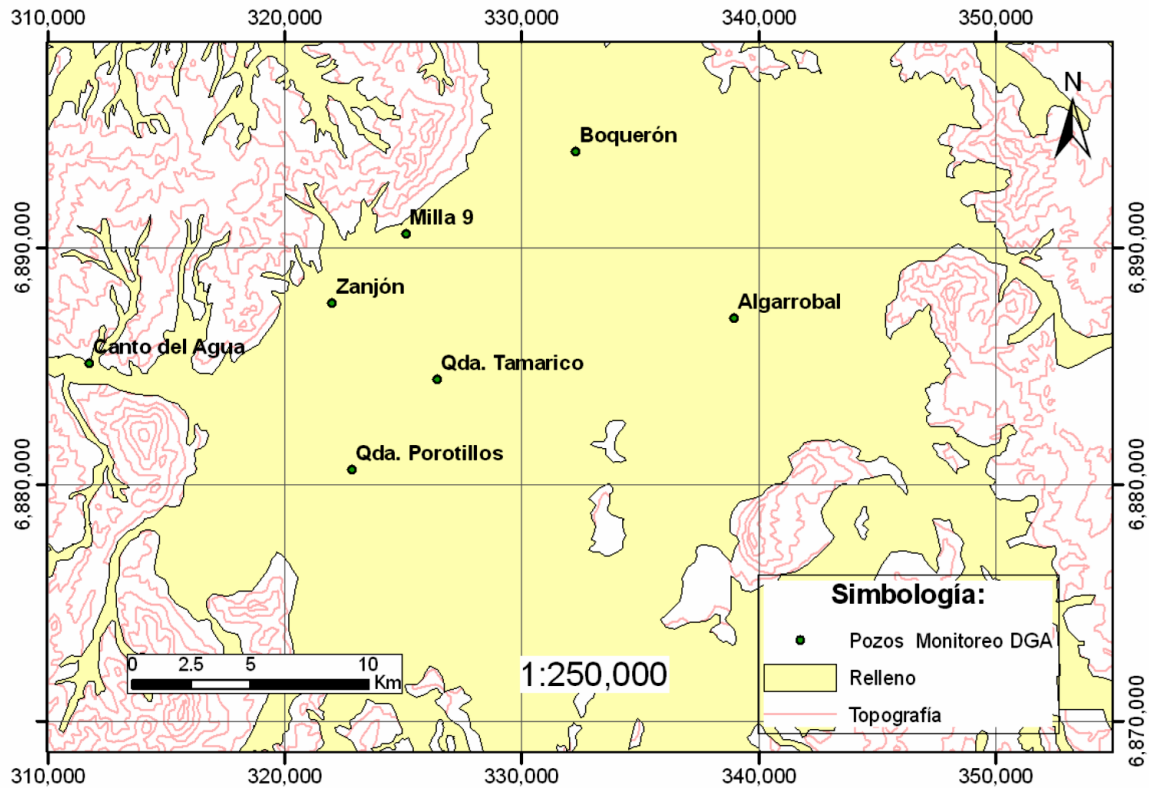 310,000 320,000 330,000 340,000 350,000
N
Boquerón
Milla 9
6,890,000 6,890,000
Zanjón
Algarrobal
Canto del Agua
Qda. Tamarico
Qda. Porotillos
6,880,000 6,880,000
Simbología:
Pozos Monitoreo DGA
Relleno
Topografía
0 2.5 5 10
Km
1:250,000
6,870,000 6,870,000
310,000 320,000 330,000 340,000 350,000